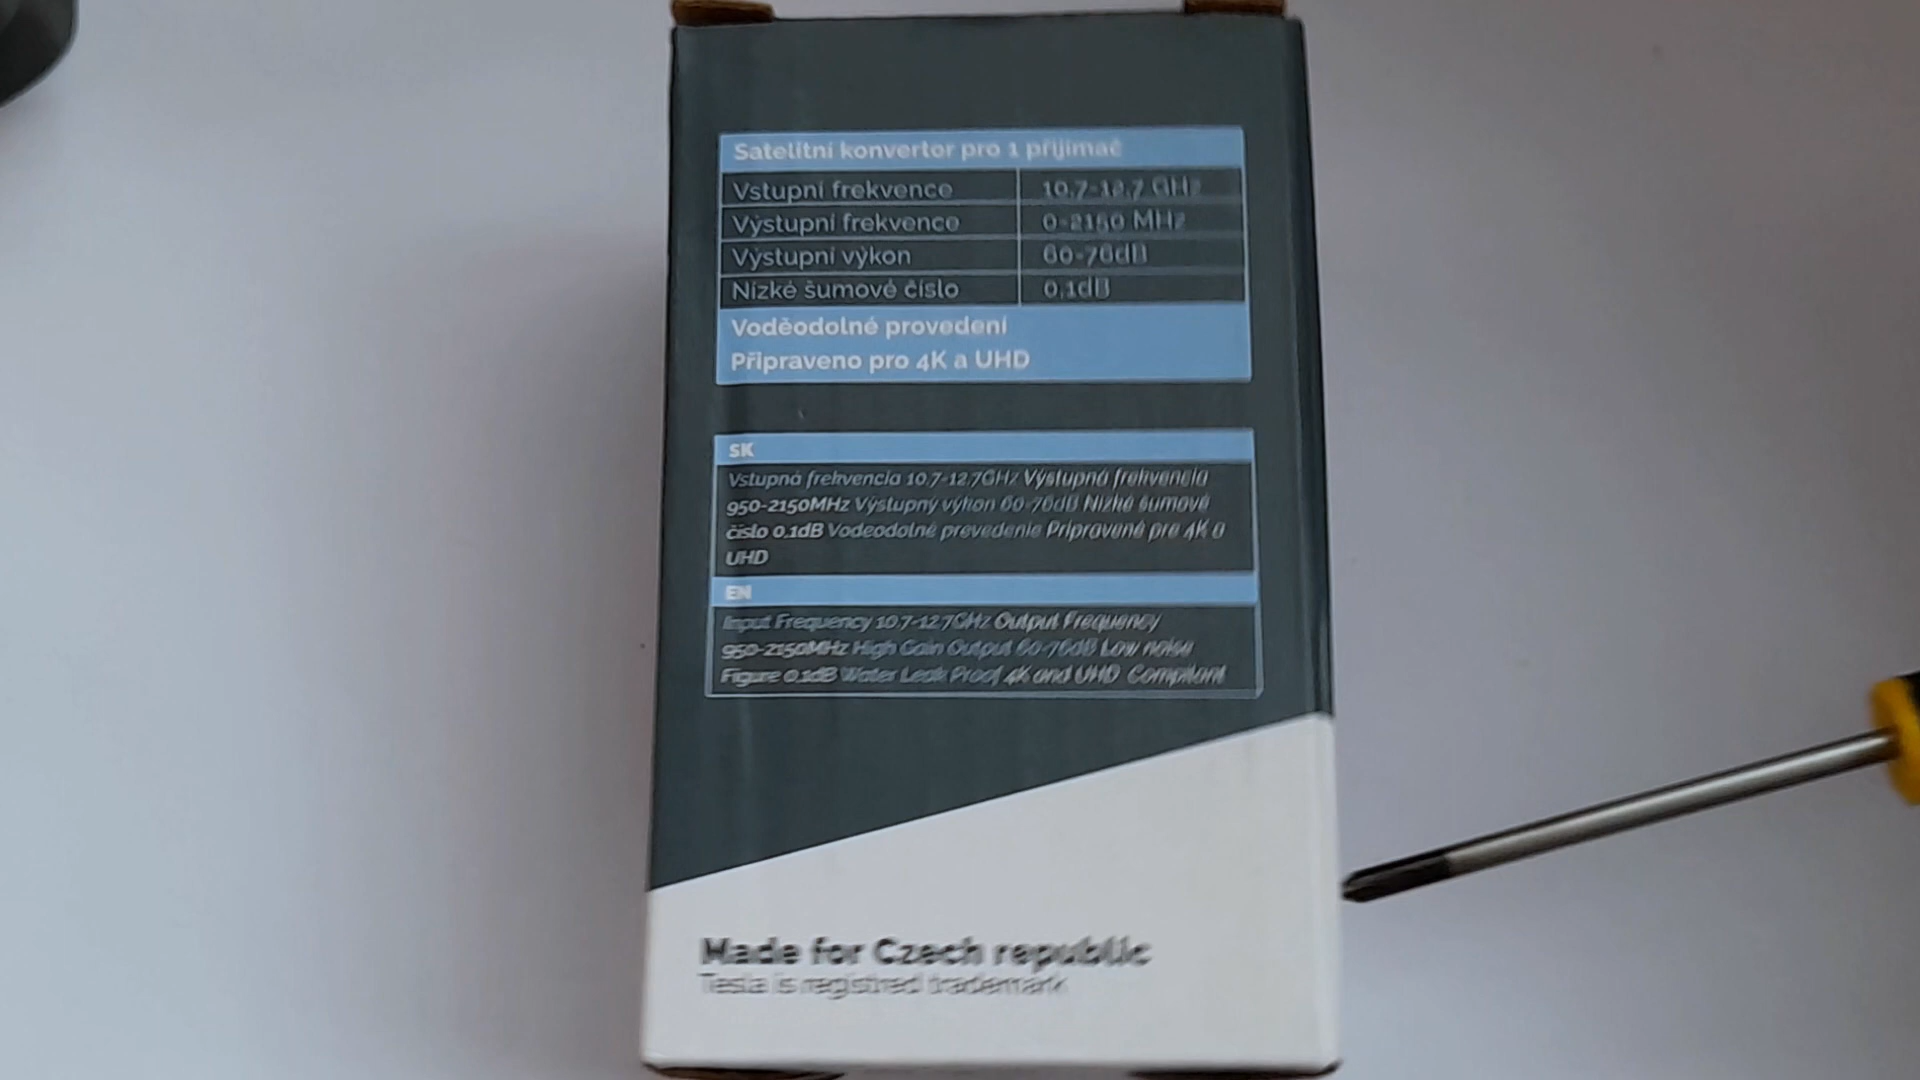 Satelitní konvertor pro 1 přijímač
Vstupní frekvence 10,7-12,7 GHz
Výstupní frekvence 0-2150 MHz
Výstupní výkon 60-76dB
Nízké šumové číslo 0,1dB
Voděodolné provedení
Připraveno pro 4K a UHD
SK
Vstupná frekvencia 10,7-12,7GHz Výstupná frekvencia
950-2150MHz Výstupný výkon 60-76dB Nízké šumové
číslo 0,1dB Vodeodolné prevedenie Pripravené pre 4K a
UHD
EN
Input Frequency 10,7-12,7GHz Output Frequency
950-2150MHz High Gain Output 60-76dB Low noise
Figure 0,1dB Water Leak Proof 4K and UHD Compliant
Made for Czech republic
Tesla is registred trademark